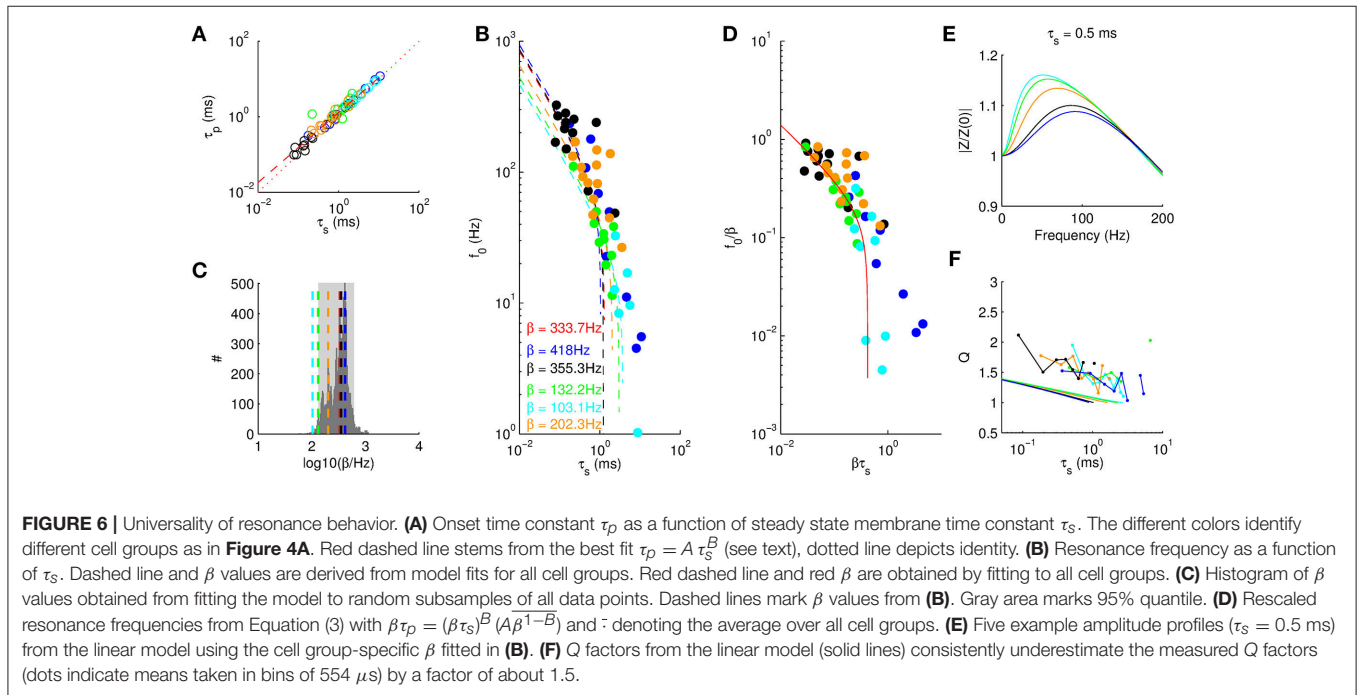 A
10²
10⁰
10⁻²
τp (ms)
10⁻² 10⁰ 10²
τs (ms)
B
10³
10²
10¹
10⁰
f₀ (Hz)
β = 333.7Hz
β = 418Hz
β = 355.3Hz
β = 132.2Hz
β = 103.1Hz
β = 202.3Hz
10⁻² 10⁻¹ 10⁰ 10¹
τs (ms)
C
500
400
300
200
100
0
#
1 2 3 4
log10(β/Hz)
D
10¹
10⁰
10⁻¹
10⁻²
10⁻³
f₀/β
10⁻² 10⁰
βτs
E
τs = 0.5 ms
1.2
1.1
1
0.9
|Z/Z(0)|
0 100 200
Frequency (Hz)
F
3
2.5
2
1.5
1
0.5
Q
10⁻¹ 10⁰ 10¹
τs (ms)
FIGURE 6 | Universality of resonance behavior. (A) Onset time constant τp as a function of steady state membrane time constant τs. The different colors identify
different cell groups as in Figure 4A. Red dashed line stems from the best fit τp = A τs^B (see text), dotted line depicts identity. (B) Resonance frequency as a function
of τs. Dashed line and β values are derived from model fits for all cell groups. Red dashed line and red β are obtained by fitting to all cell groups. (C) Histogram of β
values obtained from fitting the model to random subsamples of all data points. Dashed lines mark β values from (B). Gray area marks 95% quantile. (D) Rescaled
resonance frequencies from Equation (3) with βτp = (βτs)^B (Aβ^1−B̅) and ⁻. denoting the average over all cell groups. (E) Five example amplitude profiles (τs = 0.5 ms)
from the linear model using the cell group-specific β fitted in (B). (F) Q factors from the linear model (solid lines) consistently underestimate the measured Q factors
(dots indicate means taken in bins of 554 μs) by a factor of about 1.5.